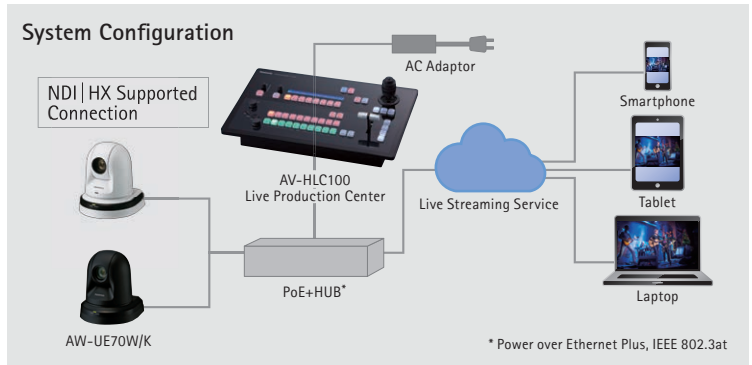 System Configuration
AC Adaptor
NDI|HX Supported
Connection
Smartphone
AV-HLC100
Live Production Center
Live Streaming Service
Tablet
PoE+HUB*
Laptop
AW-UE70W/K
* Power over Ethernet Plus, IEEE 802.3at